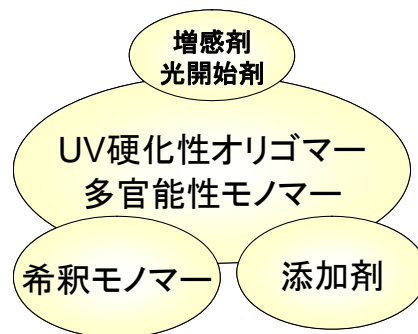 増感剤
光開始剤
UV硬化性オリゴマー
多官能性モノマー
希釈モノマー
添加剤